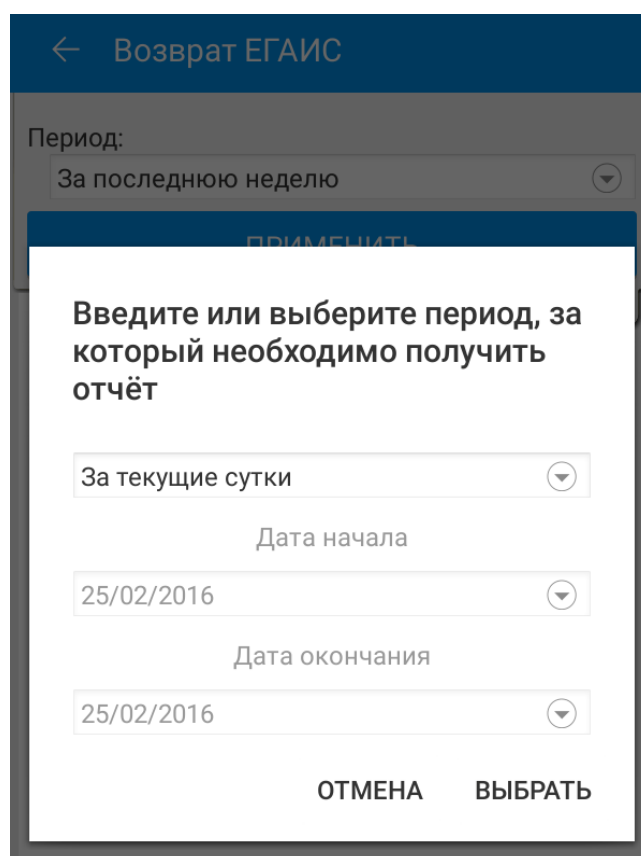 Возврат ЕГАИС
Период:
За последнюю неделю
ПРИМЕНИТЬ
Введите или выберите период, за
который необходимо получить
отчёт
За текущие сутки
Дата начала
25/02/2016
Дата окончания
25/02/2016
ОТМЕНА ВЫБРАТЬ